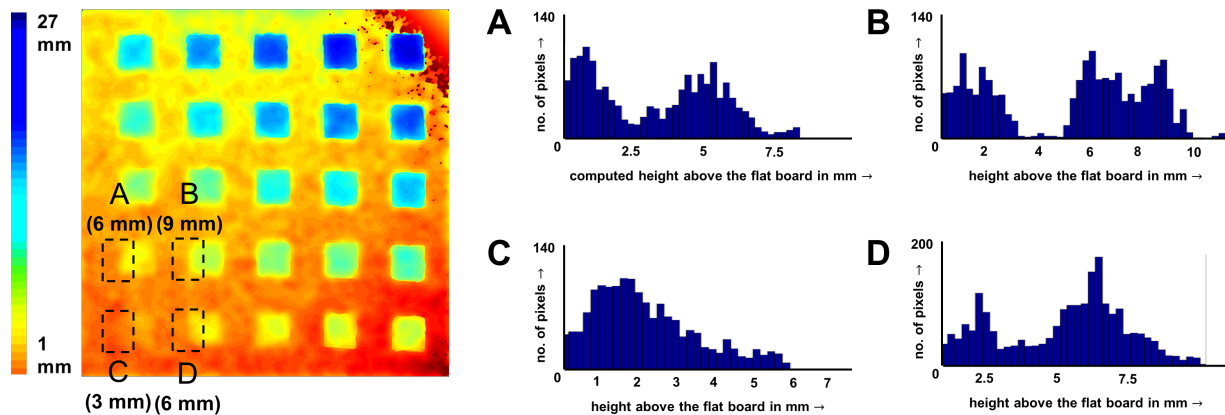 27
mm
1
mm
A
B
(6 mm)
(9 mm)
C
D
(3 mm)
(6 mm)
A
140
no. of pixels →
0
2.5
5
7.5
computed height above the flat board in mm →
B
140
no. of pixels →
0
2
4
6
8
10
height above the flat board in mm →
C
140
no. of pixels →
0
1
2
3
4
5
6
7
height above the flat board in mm →
D
200
no. of pixels →
0
2.5
5
7.5
height above the flat board in mm →